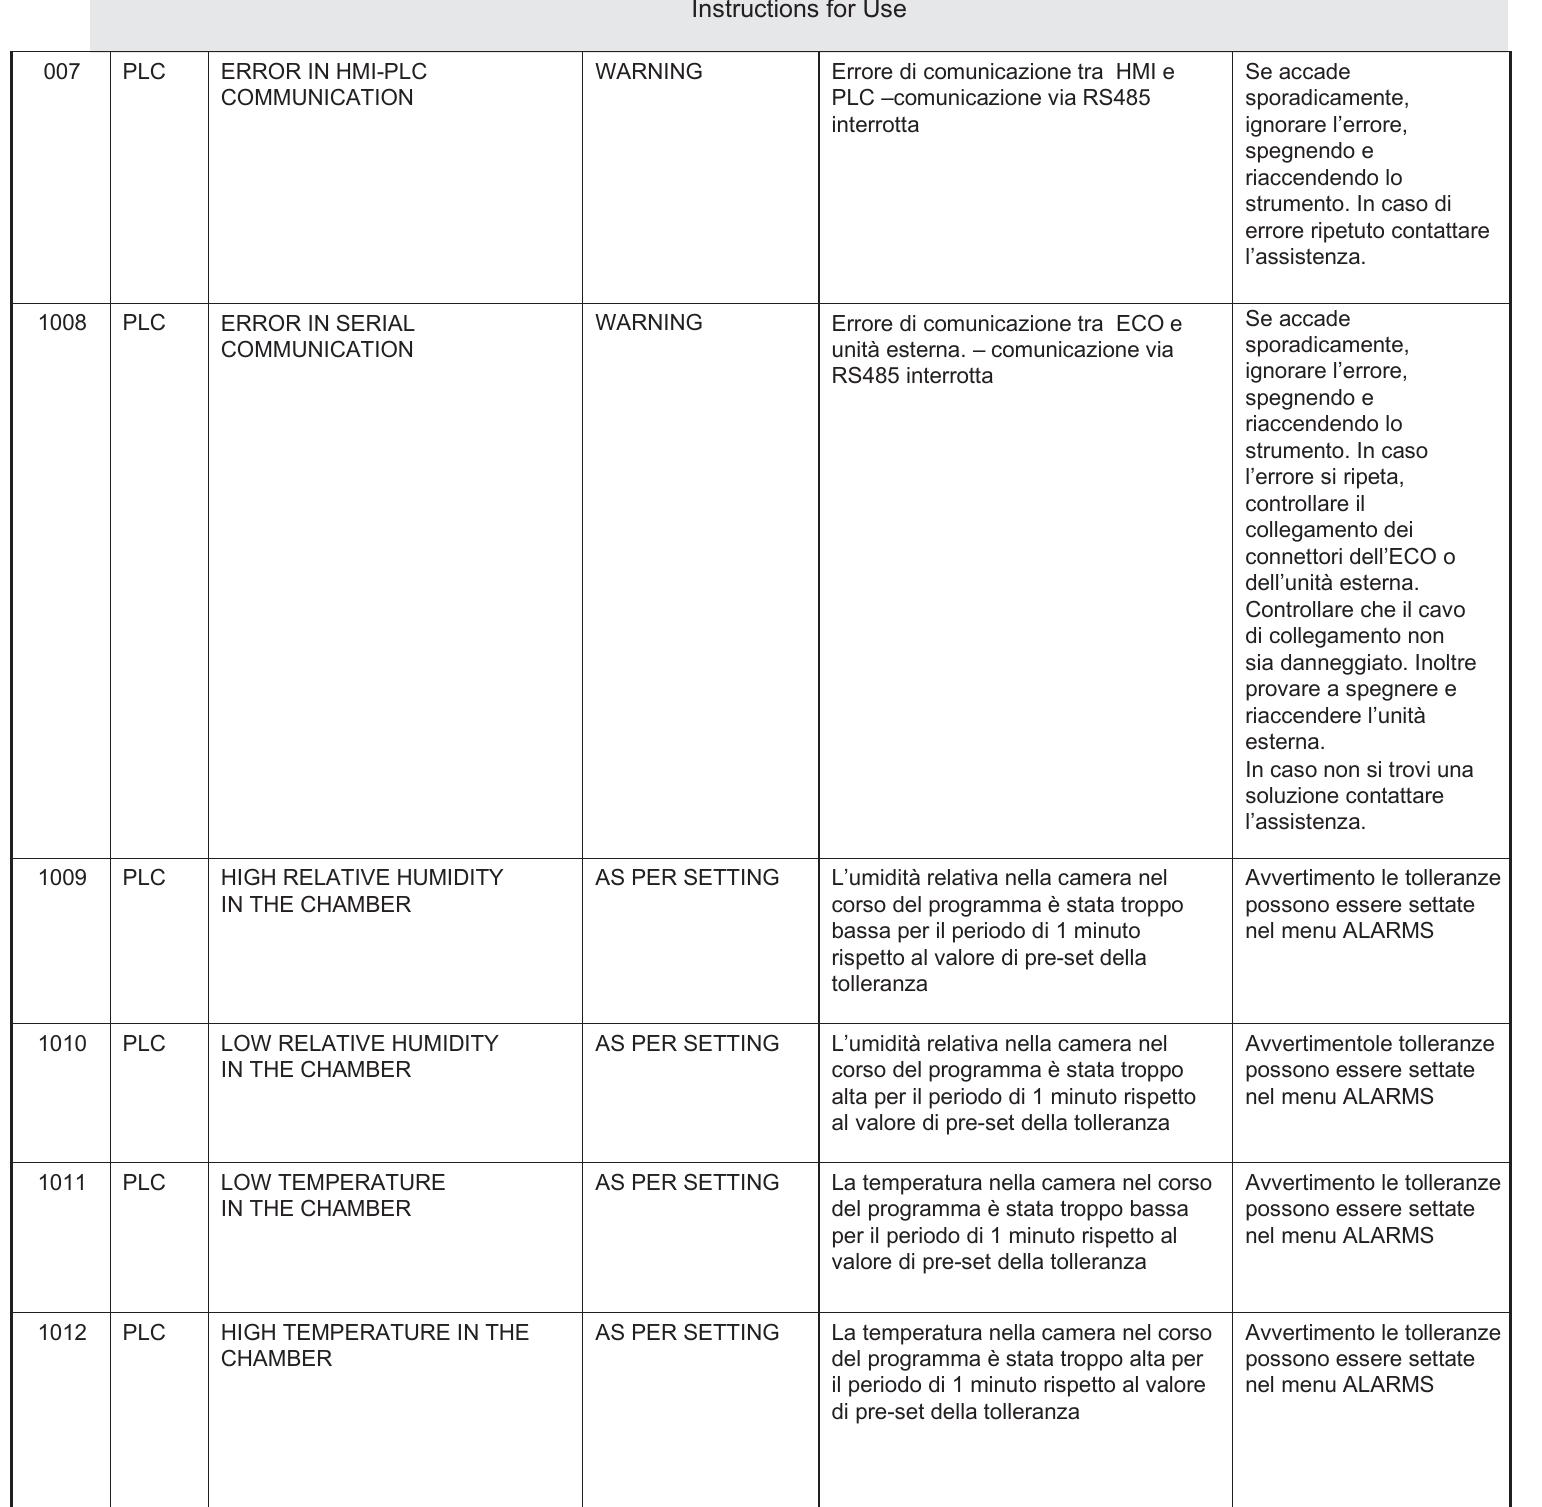 Instructions for Use
007
PLC
ERROR IN HMI-PLC
COMMUNICATION
WARNING
Errore di comunicazione tra  HMI e
PLC –comunicazione via RS485
interrotta
Se accade
sporadicamente,
ignorare l’errore,
spegnendo e
riaccendendo lo
strumento. In caso di
errore ripetuto contattare
l’assistenza.
1008
PLC
ERROR IN SERIAL
COMMUNICATION
WARNING
Errore di comunicazione tra  ECO e
unità esterna. – comunicazione via
RS485 interrotta
Se accade
sporadicamente,
ignorare l’errore,
spegnendo e
riaccendendo lo
strumento. In caso
l’errore si ripeta,
controllare il
collegamento dei
connettori dell’ECO o
dell’unità esterna.
Controllare che il cavo
di collegamento non
sia danneggiato. Inoltre
provare a spegnere e
riaccendere l’unità
esterna.
In caso non si trovi una
soluzione contattare
l’assistenza.
1009
PLC
HIGH RELATIVE HUMIDITY
IN THE CHAMBER
AS PER SETTING
L’umidità relativa nella camera nel
corso del programma è stata troppo
bassa per il periodo di 1 minuto
rispetto al valore di pre-set della
tolleranza
Avvertimento le tolleranze
possono essere settate
nel menu ALARMS
1010
PLC
LOW RELATIVE HUMIDITY
IN THE CHAMBER
AS PER SETTING
L’umidità relativa nella camera nel
corso del programma è stata troppo
alta per il periodo di 1 minuto rispetto
al valore di pre-set della tolleranza
Avvertimentole tolleranze
possono essere settate
nel menu ALARMS
1011
PLC
LOW TEMPERATURE
IN THE CHAMBER
AS PER SETTING
La temperatura nella camera nel corso
del programma è stata troppo bassa
per il periodo di 1 minuto rispetto al
valore di pre-set della tolleranza
Avvertimento le tolleranze
possono essere settate
nel menu ALARMS
1012
PLC
HIGH TEMPERATURE IN THE
CHAMBER
AS PER SETTING
La temperatura nella camera nel corso
del programma è stata troppo alta per
il periodo di 1 minuto rispetto al valore
di pre-set della tolleranza
Avvertimento le tolleranze
possono essere settate
nel menu ALARMS